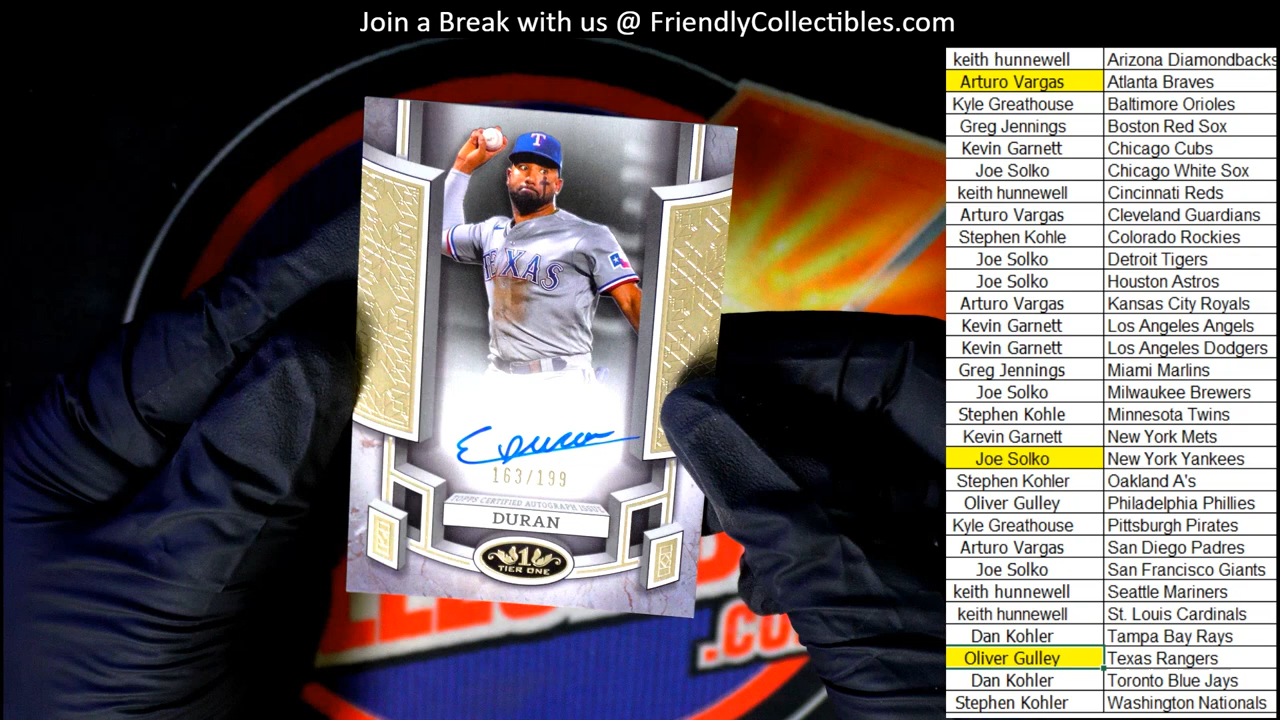 Join a Break with us @ FriendlyCollectibles.com
T
TEXAS
E Duran
163/199
TOPPS CERTIFIED AUTOGRAPH ISSUE
DURAN
1
TIER ONE
.CO
keith hunnewell Arizona Diamondbacks
Arturo Vargas Atlanta Braves
Kyle Greathouse Baltimore Orioles
Greg Jennings Boston Red Sox
Kevin Garnett Chicago Cubs
Joe Solko Chicago White Sox
keith hunnewell Cincinnati Reds
Arturo Vargas Cleveland Guardians
Stephen Kohle Colorado Rockies
Joe Solko Detroit Tigers
Joe Solko Houston Astros
Arturo Vargas Kansas City Royals
Kevin Garnett Los Angeles Angels
Kevin Garnett Los Angeles Dodgers
Greg Jennings Miami Marlins
Joe Solko Milwaukee Brewers
Stephen Kohle Minnesota Twins
Kevin Garnett New York Mets
Joe Solko New York Yankees
Stephen Kohler Oakland A's
Oliver Gulley Philadelphia Phillies
Kyle Greathouse Pittsburgh Pirates
Arturo Vargas San Diego Padres
Joe Solko San Francisco Giants
keith hunnewell Seattle Mariners
keith hunnewell St. Louis Cardinals
Dan Kohler Tampa Bay Rays
Oliver Gulley Texas Rangers
Dan Kohler Toronto Blue Jays
Stephen Kohler Washington Nationals